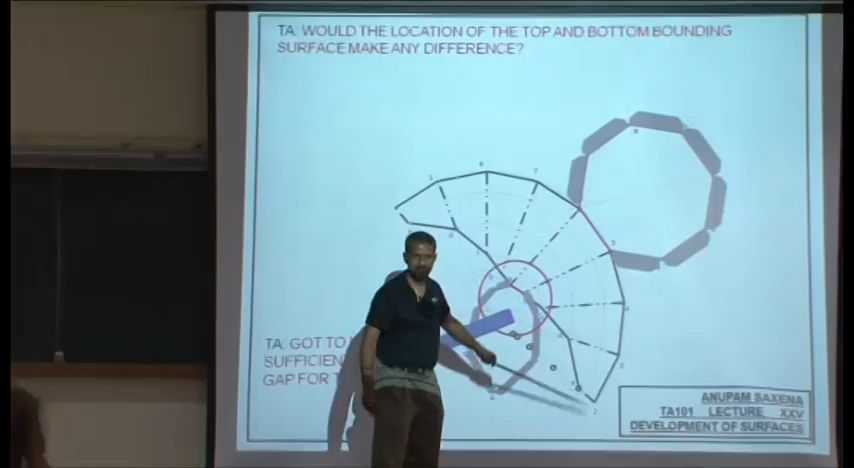 TA: WOULD THE LOCATION OF THE TOP AND BOTTOM BOUNDING
SURFACE MAKE ANY DIFFERENCE?
TA: GOT TO
SUFFICIEN
GAP FOR
ANUPAM SAXENA
TA101 LECTURE XXV
DEVELOPMENT OF SURFACES